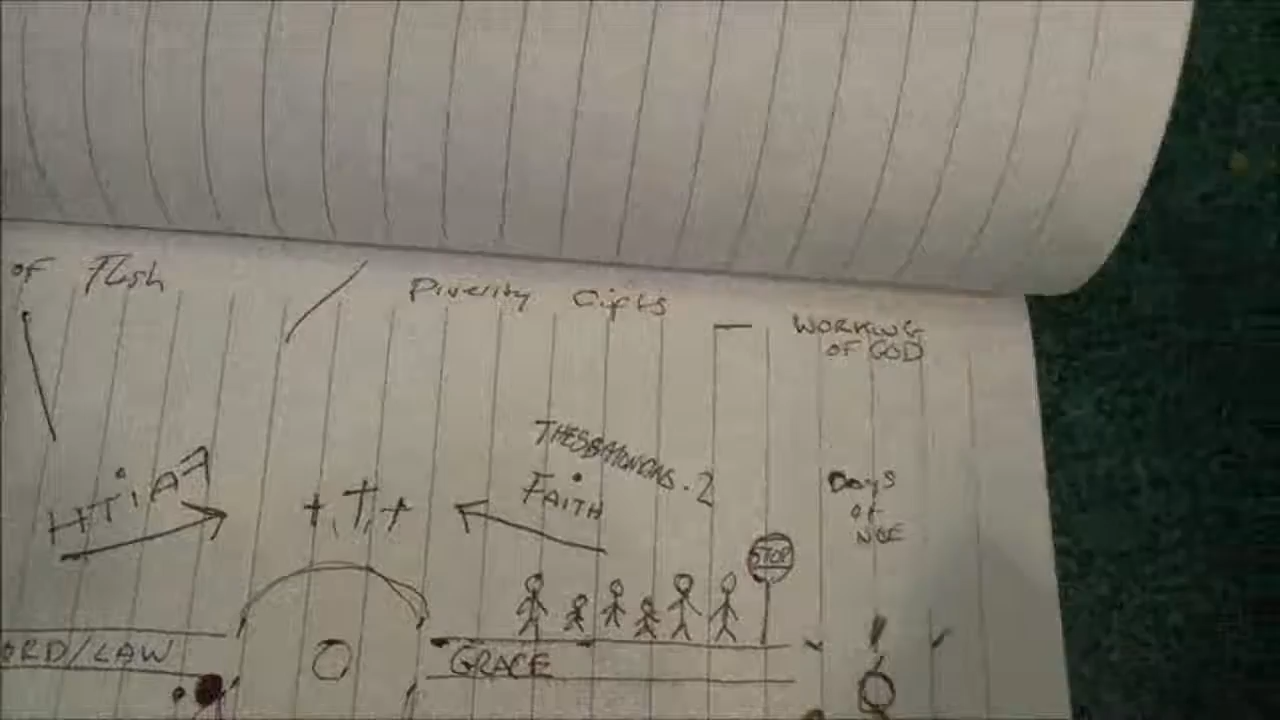 of Flesh
Diversity Gifts
WORKING
OF GOD
THESSALONIANS.2
HTiAF
FAiTH
Days
of
NOE
STOP
ORD/LAW
GRACE